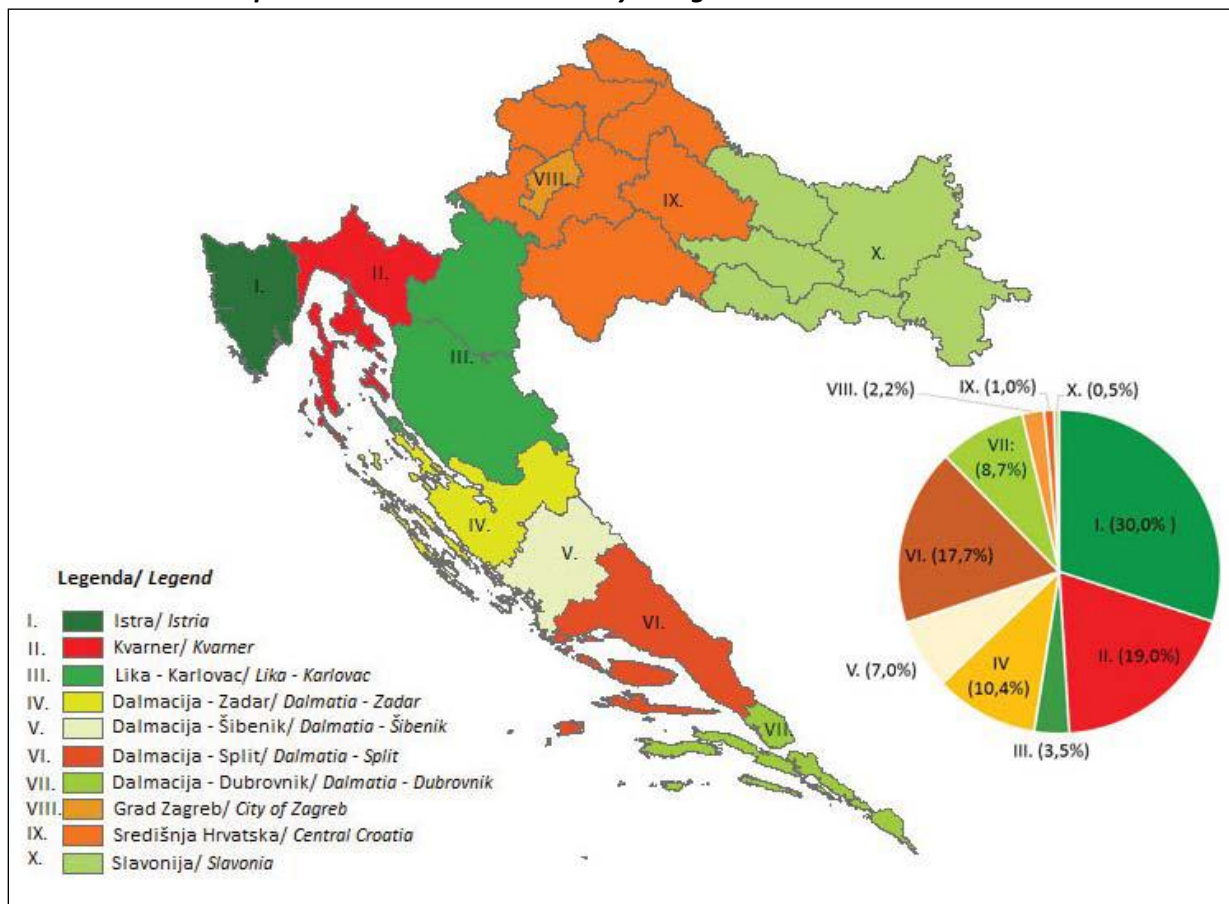 VIII.
IX.
X.
I.
II.
III.
IV.
V.
VI.
VII.
Legenda/ Legend
I. Istra/ Istria
II. Kvarner/ Kvarner
III. Lika - Karlovac/ Lika - Karlovac
IV. Dalmacija - Zadar/ Dalmatia - Zadar
V. Dalmacija - Šibenik/ Dalmatia - Šibenik
VI. Dalmacija - Split/ Dalmatia - Split
VII. Dalmacija - Dubrovnik/ Dalmatia - Dubrovnik
VIII. Grad Zagreb/ City of Zagreb
IX. Središnja Hrvatska/ Central Croatia
X. Slavonija/ Slavonia
VIII. (2,2%)
IX. (1,0%)
X. (0,5%)
VII:
(8,7%)
I. (30,0% )
VI. (17,7%)
V. (7,0%)
IV
(10,4%)
II. (19,0%)
III. (3,5%)